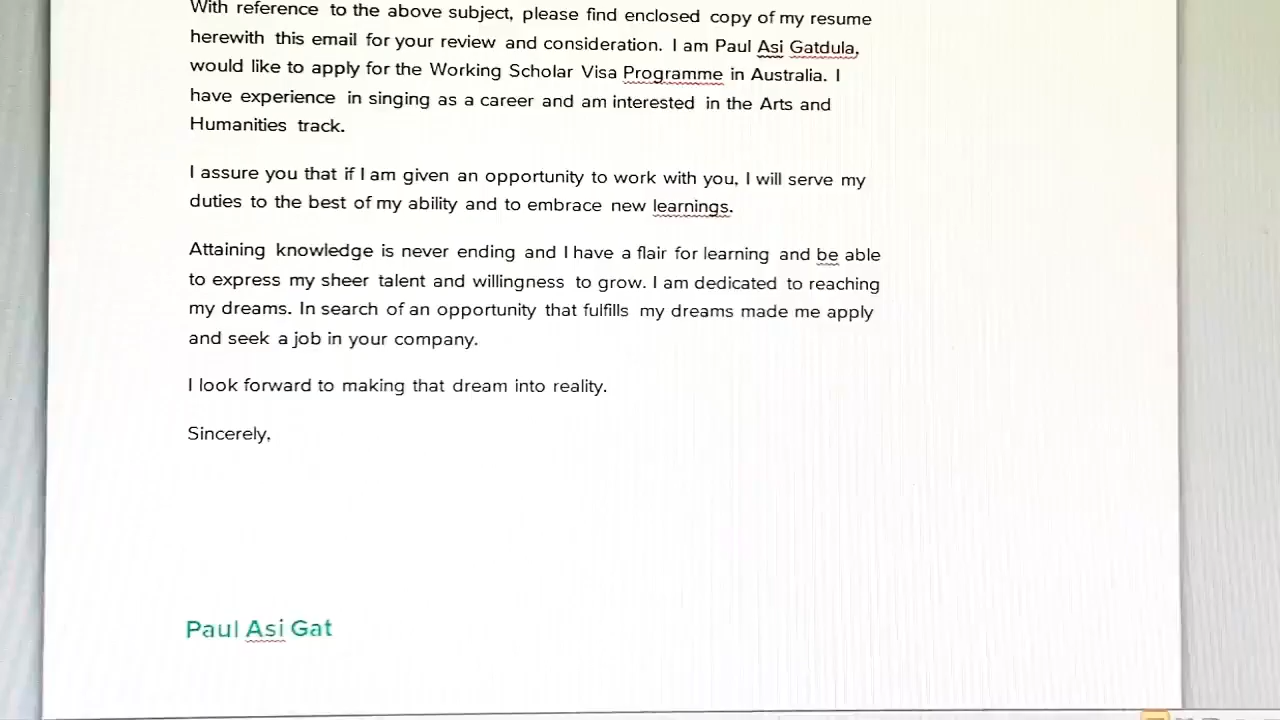 With reference to the above subject, please find enclosed copy of my resume
herewith this email for your review and consideration. I am Paul Asi Gatdula,
would like to apply for the Working Scholar Visa Programme in Australia. I
have experience in singing as a career and am interested in the Arts and
Humanities track.
I assure you that if I am given an opportunity to work with you, I will serve my
duties to the best of my ability and to embrace new learnings.
Attaining knowledge is never ending and I have a flair for learning and be able
to express my sheer talent and willingness to grow. I am dedicated to reaching
my dreams. In search of an opportunity that fulfills my dreams made me apply
and seek a job in your company.
I look forward to making that dream into reality.
Sincerely,
Paul Asi Gat